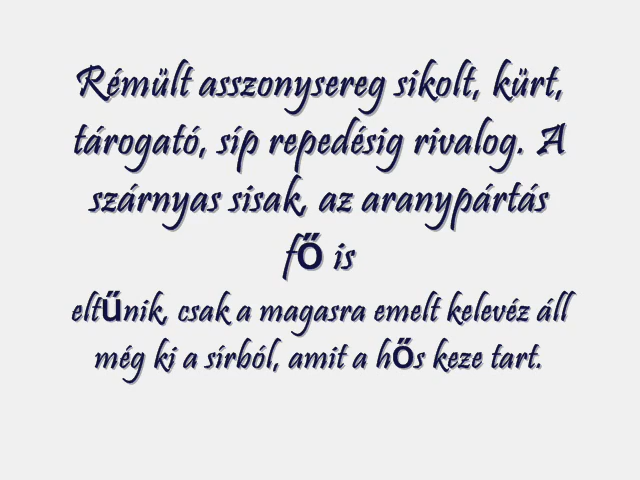 Rémült asszonysereg sikolt, kürt,
tárogató, síp repedésig rivalog. A
szárnyas sisak, az aranypártás
fő is
eltűnik, csak a magasra emelt kelevéz áll
még ki a sírból, amit a hős keze tart.